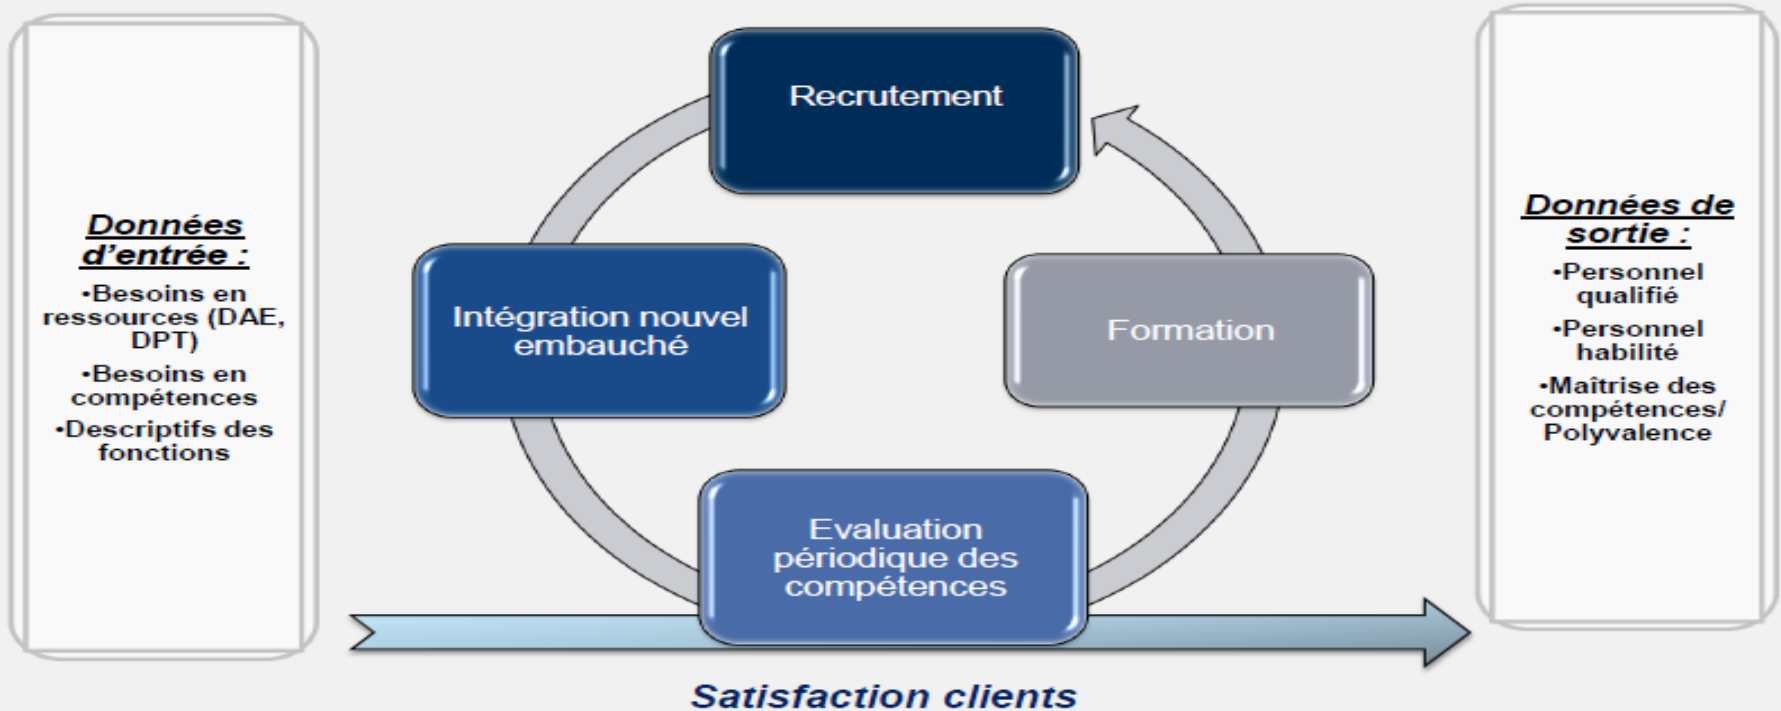 Données
d'entrée :
•Besoins en
ressources (DAE,
DPT)
•Besoins en
compétences
•Descriptifs des
fonctions
Recrutement
Intégration nouvel
embauché
Formation
Evaluation
périodique des
compétences
Satisfaction clients
Données de
sortie :
•Personnel
qualifié
•Personnel
habilité
•Maîtrise des
compétences/
Polyvalence